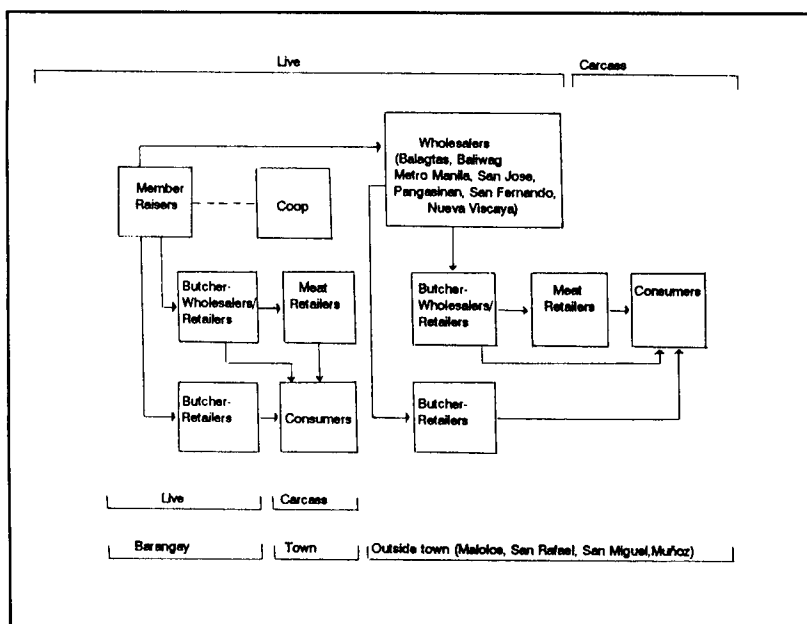 Live
Carcass
Wholesalers
(Balagtas, Baliwag
Metro Manila, San Jose,
Pangasinan, San Fernando,
Nueva Viscaya)
Member
Raisers
Coop
Butcher-
Wholesalers/
Retailers
Meat
Retailers
Butcher-
Wholesalers/
Retailers
Meat
Retailers
Consumers
Butcher-
Retailers
Consumers
Butcher-
Retailers
Live
Carcass
Barangay
Town
Outside town (Malolos, San Rafael, San Miguel,Muñoz)